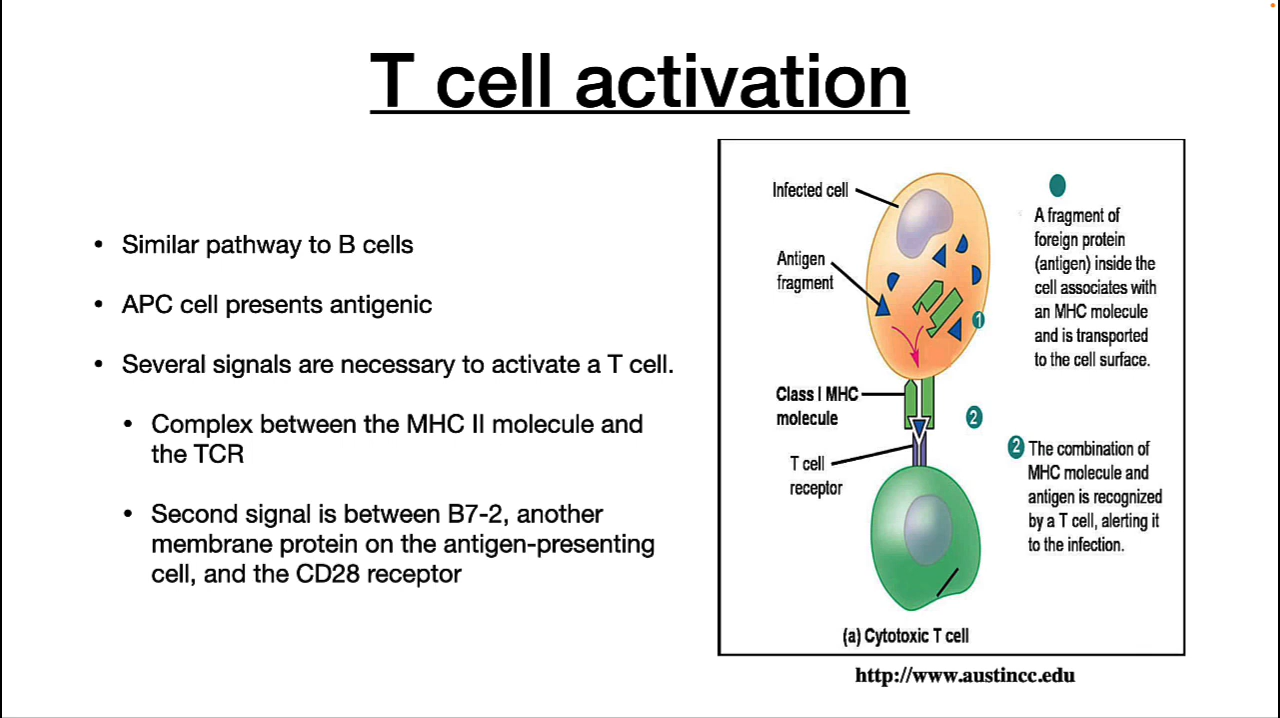 T cell activation
• Similar pathway to B cells
• APC cell presents antigenic
• Several signals are necessary to activate a T cell.
• Complex between the MHC II molecule and
the TCR
• Second signal is between B7-2, another
membrane protein on the antigen-presenting
cell, and the CD28 receptor
Infected cell
Antigen
fragment
1
Class I MHC
molecule
2
T cell
receptor
A fragment of
foreign protein
(antigen) inside the
cell associates with
an MHC molecule
and is transported
to the cell surface.
2 The combination of
MHC molecule and
antigen is recognized
by a T cell, alerting it
to the infection.
(a) Cytotoxic T cell
http://www.austincc.edu